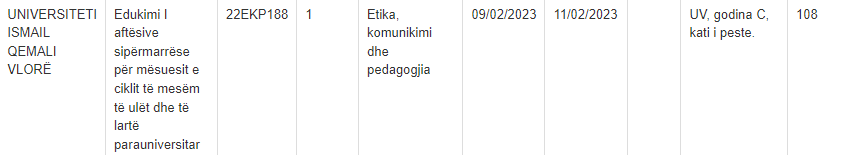 UNIVERSITETI
ISMAIL
QEMALI
VLORË
Edukimi I
aftësive
sipërmarrëse
për mësuesit e
ciklit të mesëm
të ulët dhe të
lartë
parauniversitar
22EKP188
1
Etika,
komunikimi
dhe
pedagogjia
09/02/2023
11/02/2023
UV, godina C,
kati i peste.
108